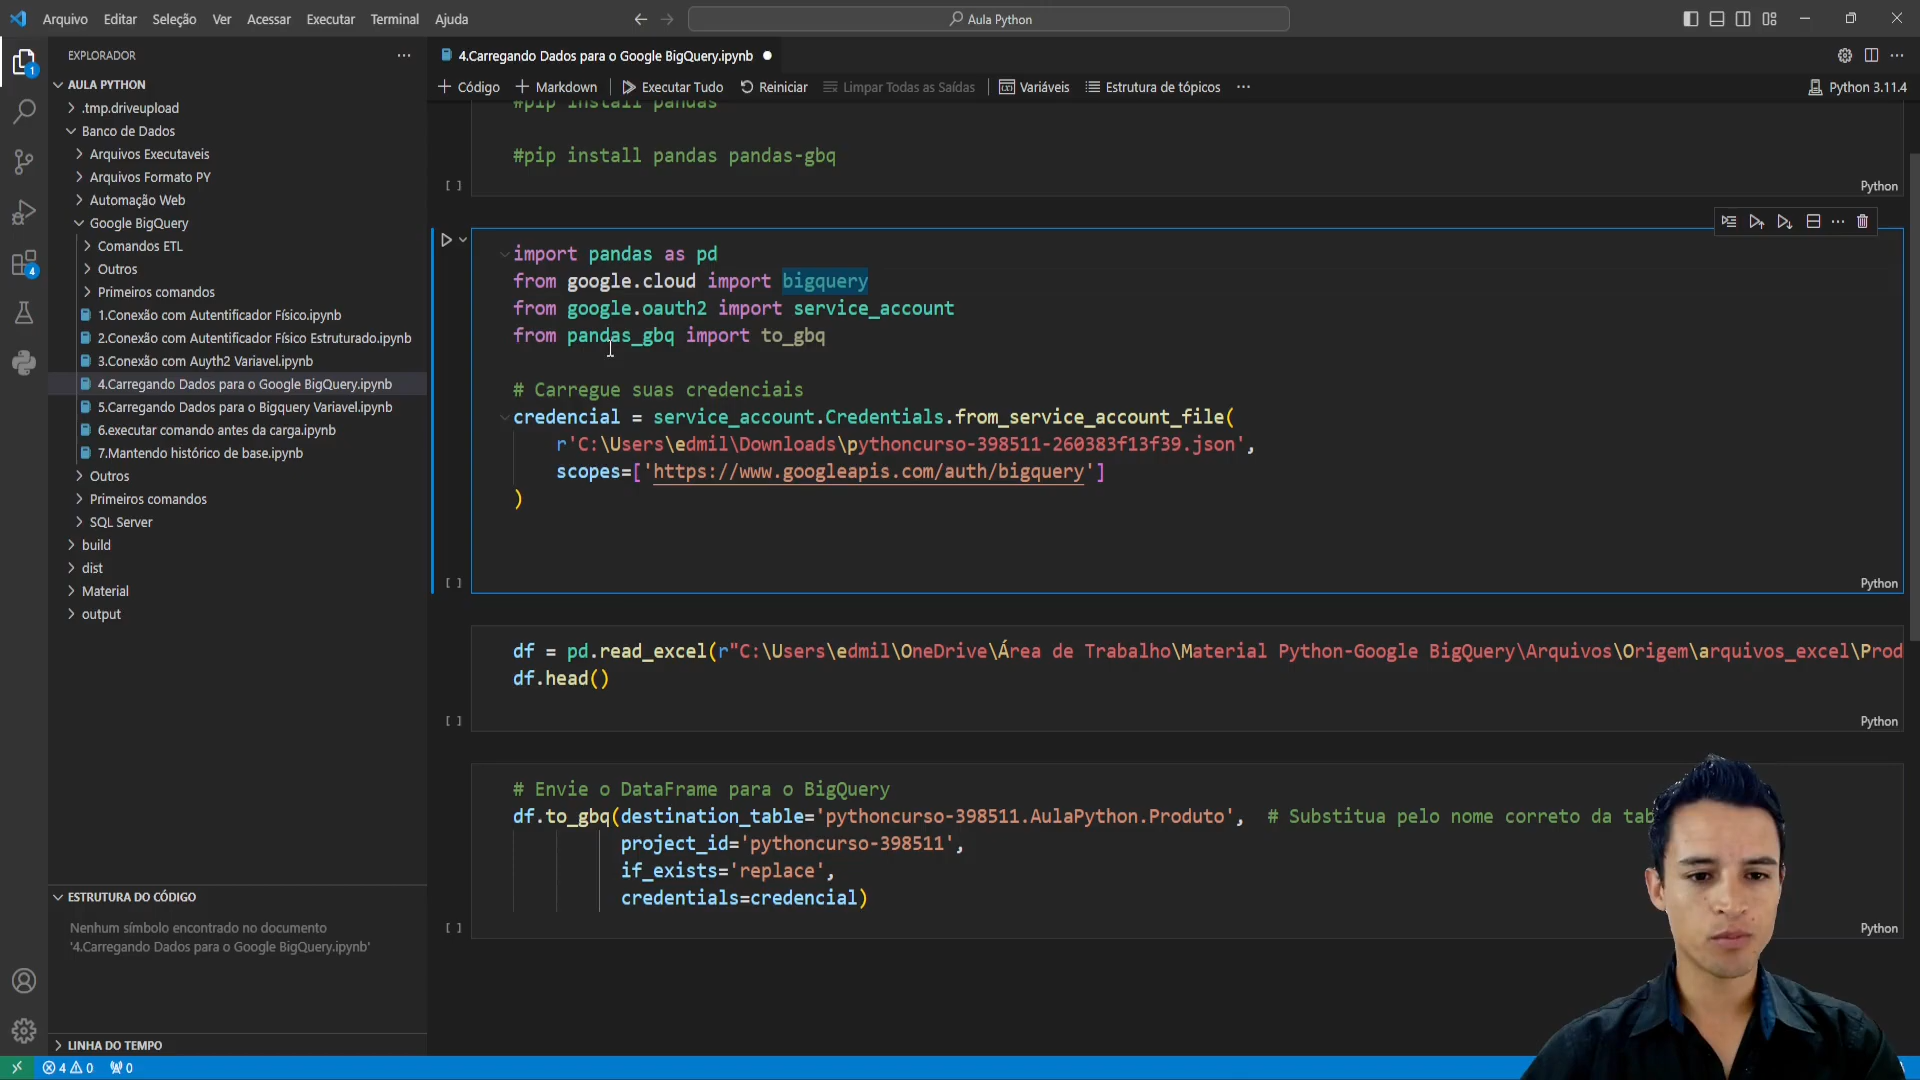 Arquivo Editar Seleção Ver Acessar Executar Terminal Ajuda
Aula Python
EXPLORADOR
AULA PYTHON
.tmp.driveupload
Banco de Dados
Arquivos Executaveis
Arquivos Formato PY
Automação Web
Google BigQuery
Comandos ETL
Outros
Primeiros comandos
1.Conexão com Autentificador Físico.ipynb
2.Conexão com Autentificador Físico Estruturado.ipynb
3.Conexão com Auyth2 Variavel.ipynb
4.Carregando Dados para o Google BigQuery.ipynb
5.Carregando Dados para o Bigquery Variavel.ipynb
6.executar comando antes da carga.ipynb
7.Mantendo histórico de base.ipynb
Outros
Primeiros comandos
SQL Server
build
dist
Material
output
ESTRUTURA DO CÓDIGO
Nenhum símbolo encontrado no documento
'4.Carregando Dados para o Google BigQuery.ipynb'
LINHA DO TEMPO
4 0 0
1
4
4.Carregando Dados para o Google BigQuery.ipynb
+ Código + Markdown Executar Tudo Reiniciar Limpar Todas as Saídas Variáveis Estrutura de tópicos ... Python 3.11.4
#pip install pandas
#pip install pandas pandas-gbq
[ ] Python
import pandas as pd
from google.cloud import bigquery
from google.oauth2 import service_account
from pandas_gbq import to_gbq
# Carregue suas credenciais
credencial = service_account.Credentials.from_service_account_file(
r'C:\Users\edmil\Downloads\pythoncurso-398511-260383f13f39.json',
scopes=['https://www.googleapis.com/auth/bigquery']
)
[ ] Python
df = pd.read_excel(r"C:\Users\edmil\OneDrive\Área de Trabalho\Material Python-Google BigQuery\Arquivos\Origem\arquivos_excel\Prod
df.head()
[ ] Python
# Envie o DataFrame para o BigQuery
df.to_gbq(destination_table='pythoncurso-398511.AulaPython.Produto', # Substitua pelo nome correto da tab
project_id='pythoncurso-398511',
if_exists='replace',
credentials=credencial)
[ ] Python